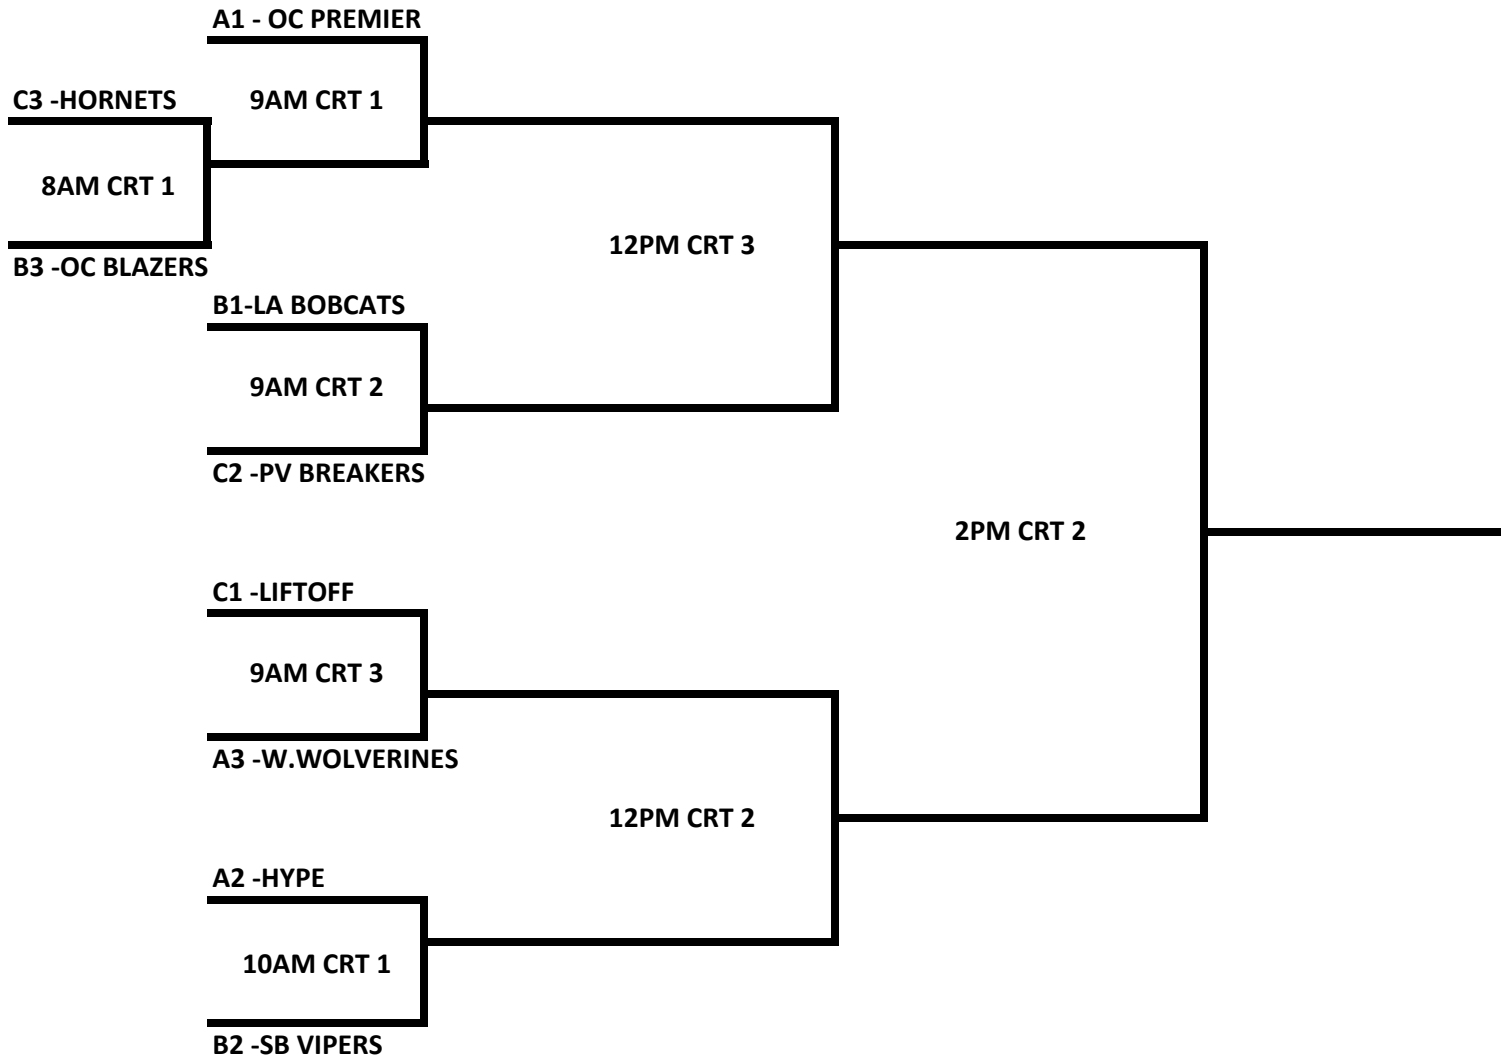 A1 - OC PREMIER
C3 -HORNETS
9AM CRT 1
8AM CRT 1
12PM CRT 3
B3 -OC BLAZERS
B1-LA BOBCATS
9AM CRT 2
C2 -PV BREAKERS
2PM CRT 2
C1 -LIFTOFF
9AM CRT 3
A3 -W.WOLVERINES
12PM CRT 2
A2 -HYPE
10AM CRT 1
B2 -SB VIPERS